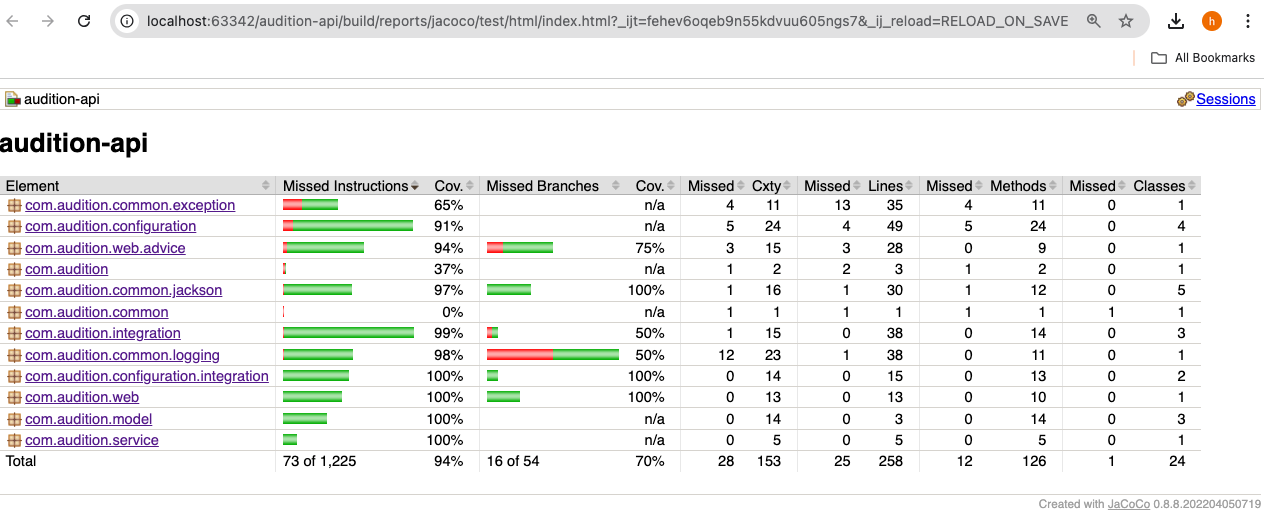 localhost:63342/audition-api/build/reports/jacoco/test/html/index.html?_ijt=fehev6oqeb9n55kdvuu605ngs7&_ij_reload=RELOAD_ON_SAVE h
All Bookmarks
audition-api Sessions
audition-api
Element Missed Instructions Cov. Missed Branches Cov. Missed Cxty Missed Lines Missed Methods Missed Classes
com.audition.common.exception 65% n/a 4 11 13 35 4 11 0 1
com.audition.configuration 91% n/a 5 24 4 49 5 24 0 4
com.audition.web.advice 94% 75% 3 15 3 28 0 9 0 1
com.audition 37% n/a 1 2 2 3 1 2 0 1
com.audition.common.jackson 97% 100% 1 16 1 30 1 12 0 5
com.audition.common 0% n/a 1 1 1 1 1 1 1 1
com.audition.integration 99% 50% 1 15 0 38 0 14 0 3
com.audition.common.logging 98% 50% 12 23 1 38 0 11 0 1
com.audition.configuration.integration 100% 100% 0 14 0 15 0 13 0 2
com.audition.web 100% 100% 0 13 0 13 0 10 0 1
com.audition.model 100% n/a 0 14 0 3 0 14 0 3
com.audition.service 100% n/a 0 5 0 5 0 5 0 1
Total 73 of 1,225 94% 16 of 54 70% 28 153 25 258 12 126 1 24
Created with JaCoCo 0.8.8.202204050719